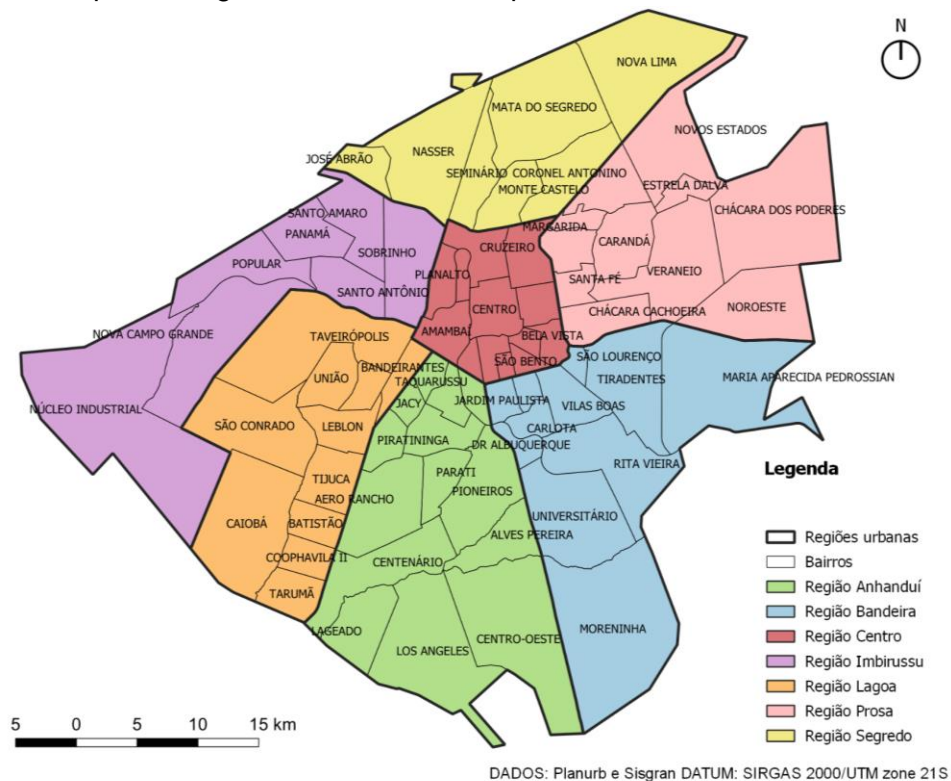 N
NOVA LIMA
MATA DO SEGREDO
NOVOS ESTADOS
NASSER
JOSÉ ABRÃO
SEMINÁRIO
CORONEL ANTONINO
MONTE CASTELO
ESTRELA DALVA
CHÁCARA DOS PODERES
SANTO AMARO
MARGARIDA
PANAMÁ
CRUZEIRO
CARANDÁ
SOBRINHO
POPULAR
PLANALTO
SANTA FÉ
VERANEIO
SANTO ANTÔNIO
CENTRO
CHÁCARA CACHOEIRA
NOROESTE
NOVA CAMPO GRANDE
TAVEIRÓPOLIS
AMAMBAÍ
BELA VISTA
SÃO LOURENÇO
BANDEIRANTES
SÃO BENTO
UNIÃO
TAQUARUSSU
TIRADENTES
MARIA APARECIDA PEDROSSIAN
JACY
JARDIM PAULISTA
VILAS BOAS
NÚCLEO INDUSTRIAL
SÃO CONRADO
LEBLON
CARLOTA
PIRATININGA
DR ALBUQUERQUE
RITA VIEIRA
PARATI
TIJUCA
PIONEIROS
AERO RANCHO
CAIOBÁ
BATISTÃO
UNIVERSITÁRIO
ALVES PEREIRA
COOPHAVILA II
CENTENÁRIO
TARUMÃ
LAGEADO
LOS ANGELES
CENTRO-OESTE
MORENINHA
Legenda
Regiões urbanas
Bairros
Região Anhanduí
Região Bandeira
Região Centro
Região Imbirussu
Região Lagoa
Região Prosa
Região Segredo
5 0 5 10 15 km
DADOS: Planurb e Sisgran DATUM: SIRGAS 2000/UTM zone 21S